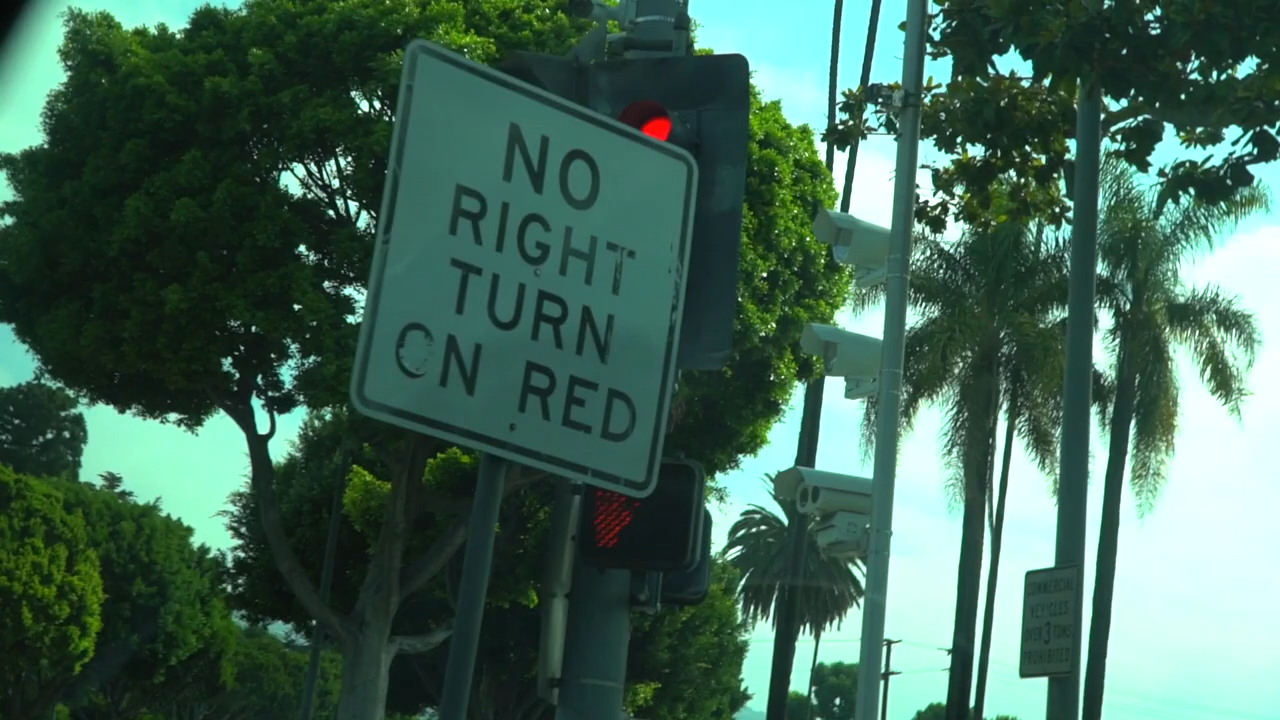 NO
RIGHT
TURN
ON RED
COMMERCIAL
VEHICLES
OVER 3 TONS
PROHIBITED